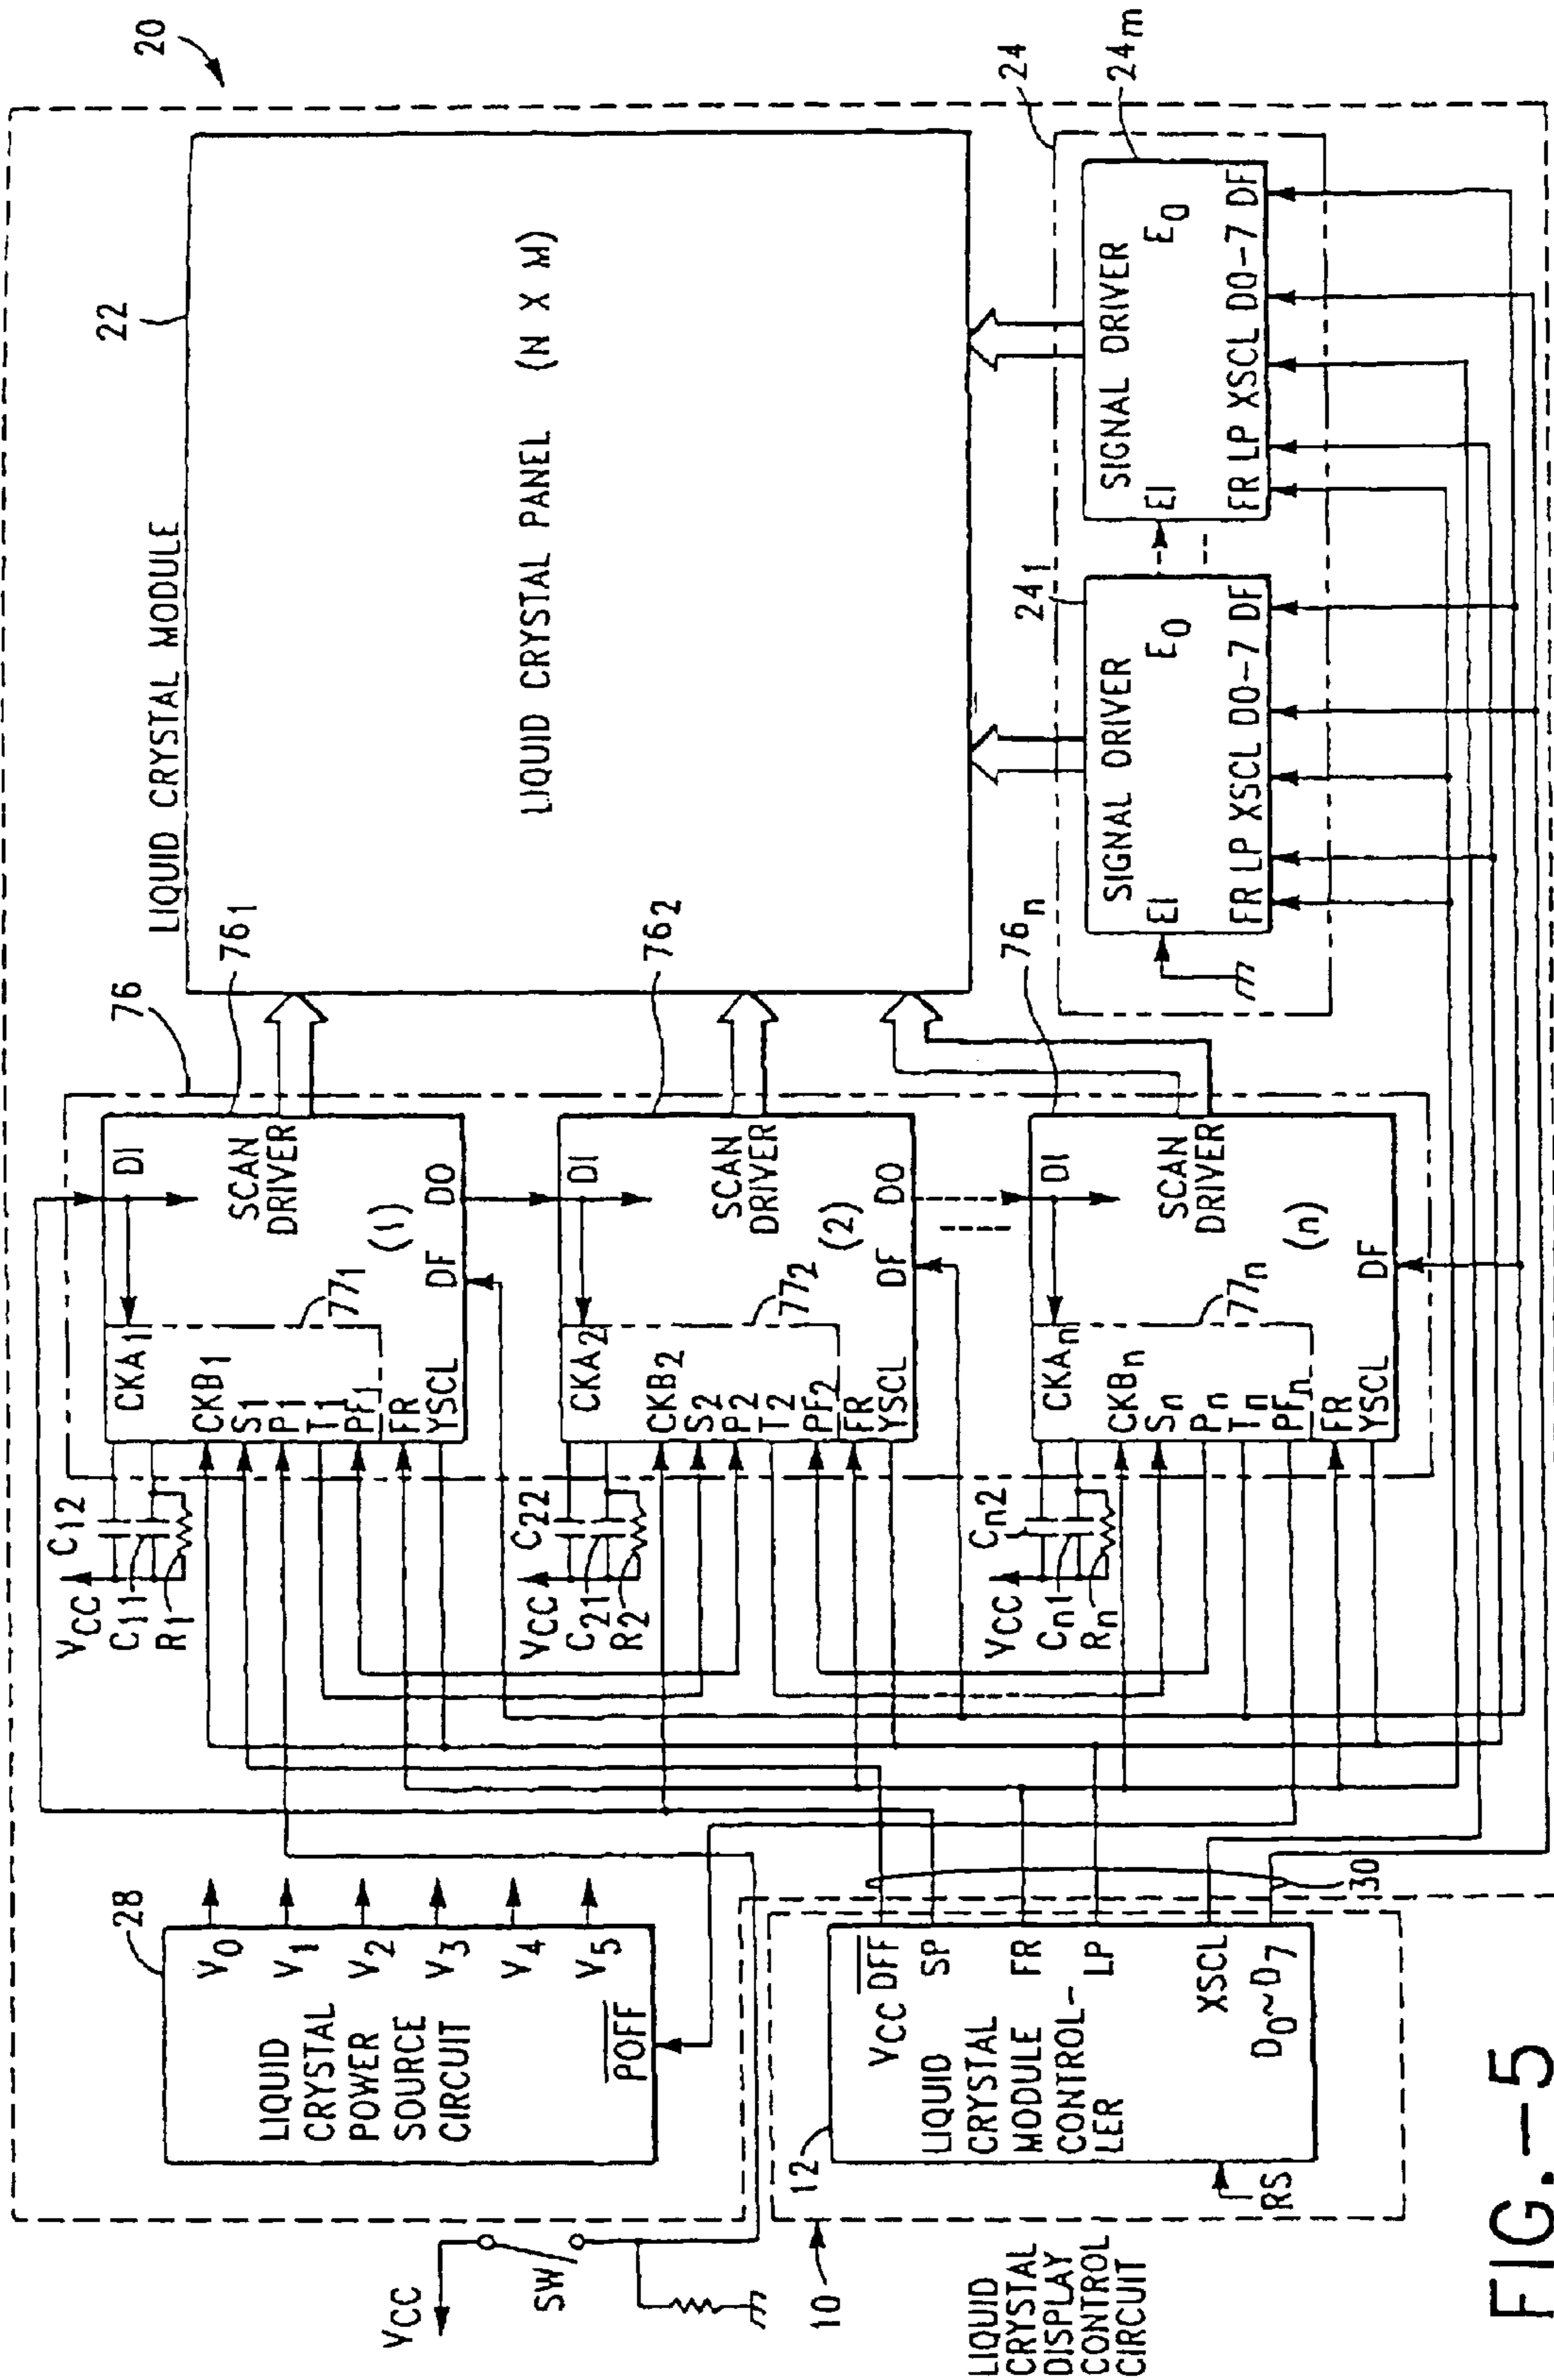 20
LIQUID CRYSTAL MODULE
22
LIQUID CRYSTAL PANEL (N X M)
28
LIQUID
CRYSTAL
POWER
SOURCE
CIRCUIT
V0
V1
V2
V3
V4
V5
POFF
VCC
SW
76
VCC
C12
C11
R1
CKA1
CKB1
S1
P1
T1
PF1
FR
YSCL
771
DI
SCAN
DRIVER
(1)
DF
DO
761
VCC
C22
C21
R2
CKA2
CKB2
S2
P2
T2
PF2
FR
YSCL
772
DI
SCAN
DRIVER
(2)
DF
DO
762
VCC
Cn2
Cn1
Rn
CKAn
CKBn
Sn
Pn
Tn
PFn
FR
YSCL
77n
DI
SCAN
DRIVER
(n)
DF
76n
24
241
SIGNAL DRIVER
EI
E0
FR LP XSCL DO-7 DF
24m
SIGNAL DRIVER
EI
E0
FR LP XSCL DO-7 DF
12
LIQUID
CRYSTAL
MODULE
CONTROL-
LER
VCC
DFF
SP
FR
LP
XSCL
D0~D7
RS
30
10
LIQUID
CRYSTAL
DISPLAY
CONTROL
CIRCUIT
FIG.-5